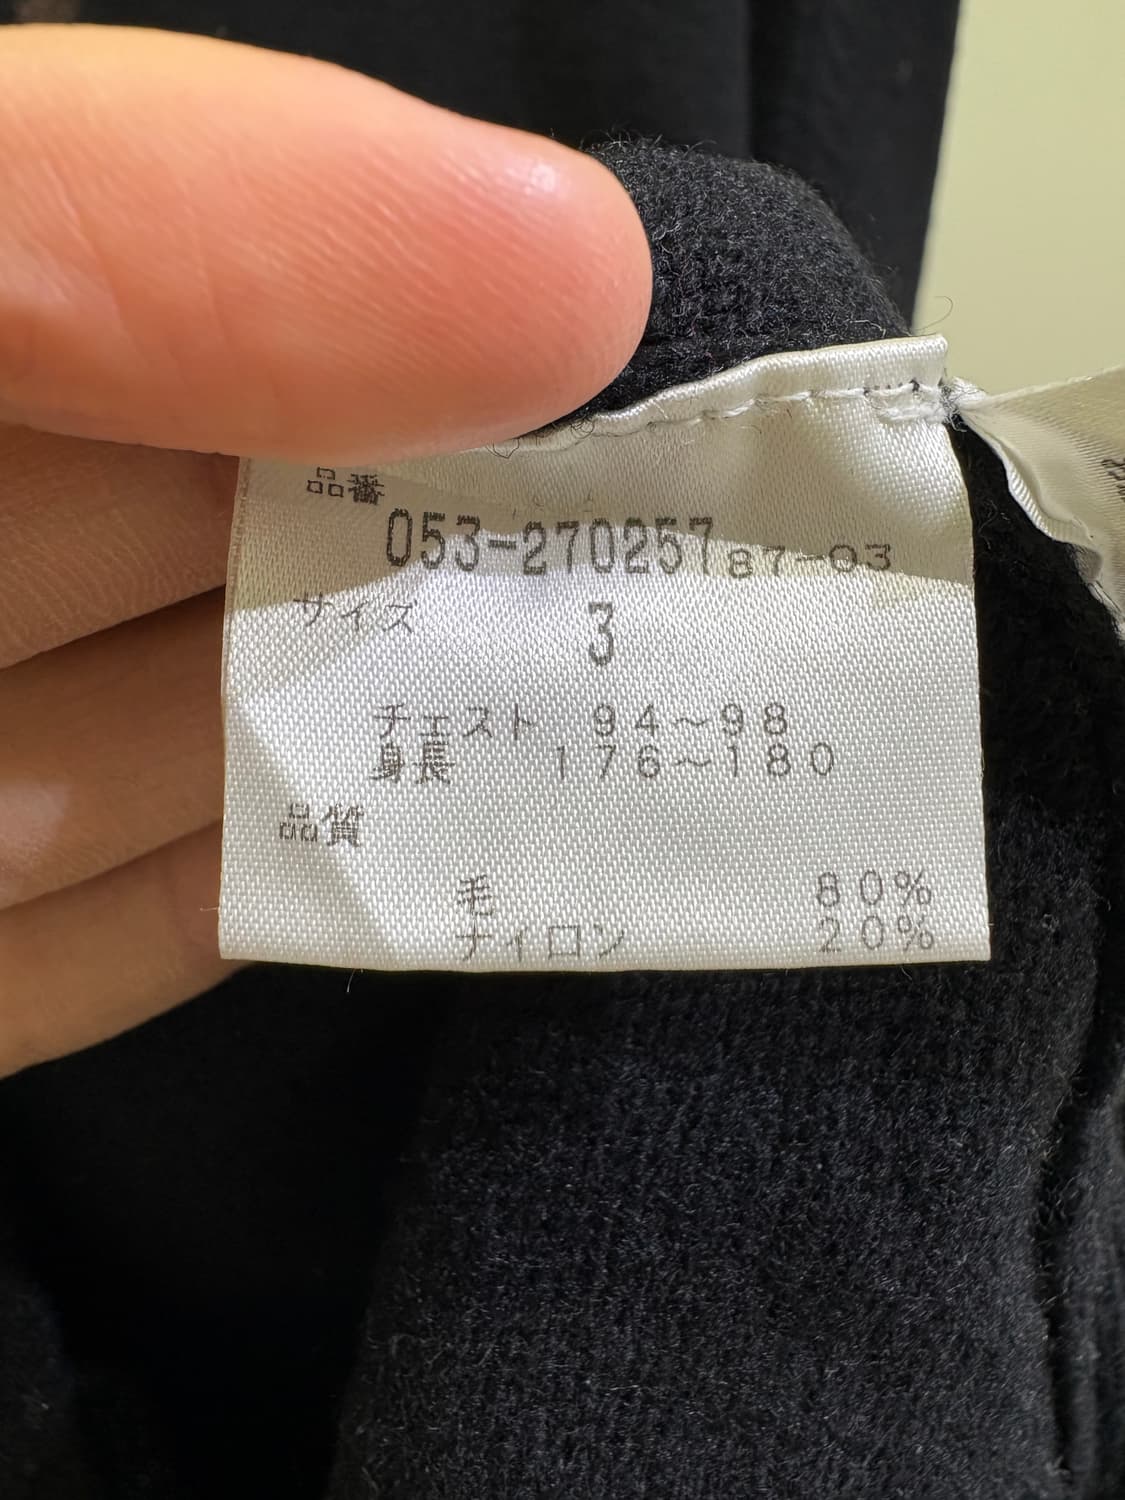 品番
053-270257 87-03
サイズ 3
チェスト 94～98
身長 176～180
品質
毛 80%
ナイロン 20%